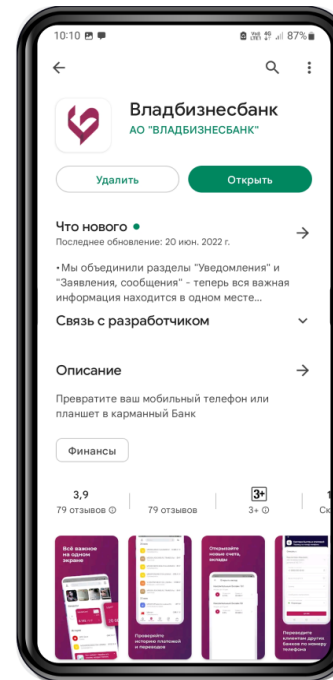 10:10 87%
Владбизнесбанк
АО "ВЛАДБИЗНЕСБАНК"
Удалить Открыть
Что нового
Последнее обновление: 20 июн. 2022 г.
•Мы объединили разделы "Уведомления" и
"Заявления, сообщения" - теперь вся важная
информация находится в одном месте...
Связь с разработчиком
Описание
Превратите ваш мобильный телефон или
планшет в карманный Банк
Финансы
3,9 3+ 1
79 отзывов 79 отзывов 3+ Ск
Всё важное
на одном
экране
Проверяйте
историю платежей
и переводов
Открывайте
новые счета,
вклады
Переводите
клиентам других
банков по номеру
телефона